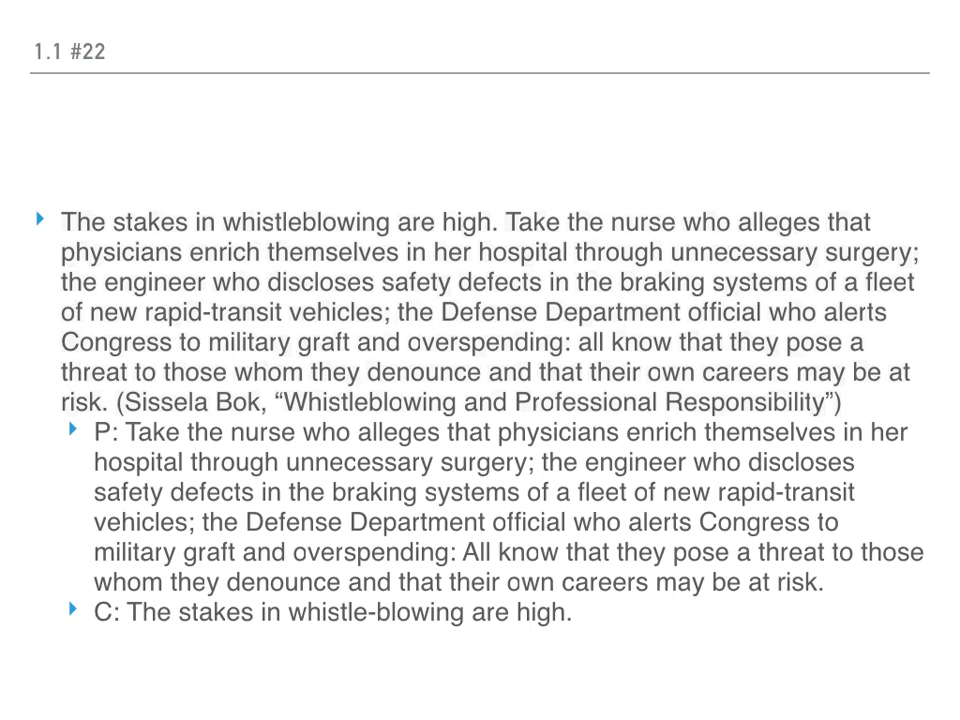 1.1 #22
The stakes in whistleblowing are high. Take the nurse who alleges that
physicians enrich themselves in her hospital through unnecessary surgery;
the engineer who discloses safety defects in the braking systems of a fleet
of new rapid-transit vehicles; the Defense Department official who alerts
Congress to military graft and overspending: all know that they pose a
threat to those whom they denounce and that their own careers may be at
risk. (Sissela Bok, “Whistleblowing and Professional Responsibility”)
P: Take the nurse who alleges that physicians enrich themselves in her
hospital through unnecessary surgery; the engineer who discloses
safety defects in the braking systems of a fleet of new rapid-transit
vehicles; the Defense Department official who alerts Congress to
military graft and overspending: All know that they pose a threat to those
whom they denounce and that their own careers may be at risk.
C: The stakes in whistle-blowing are high.